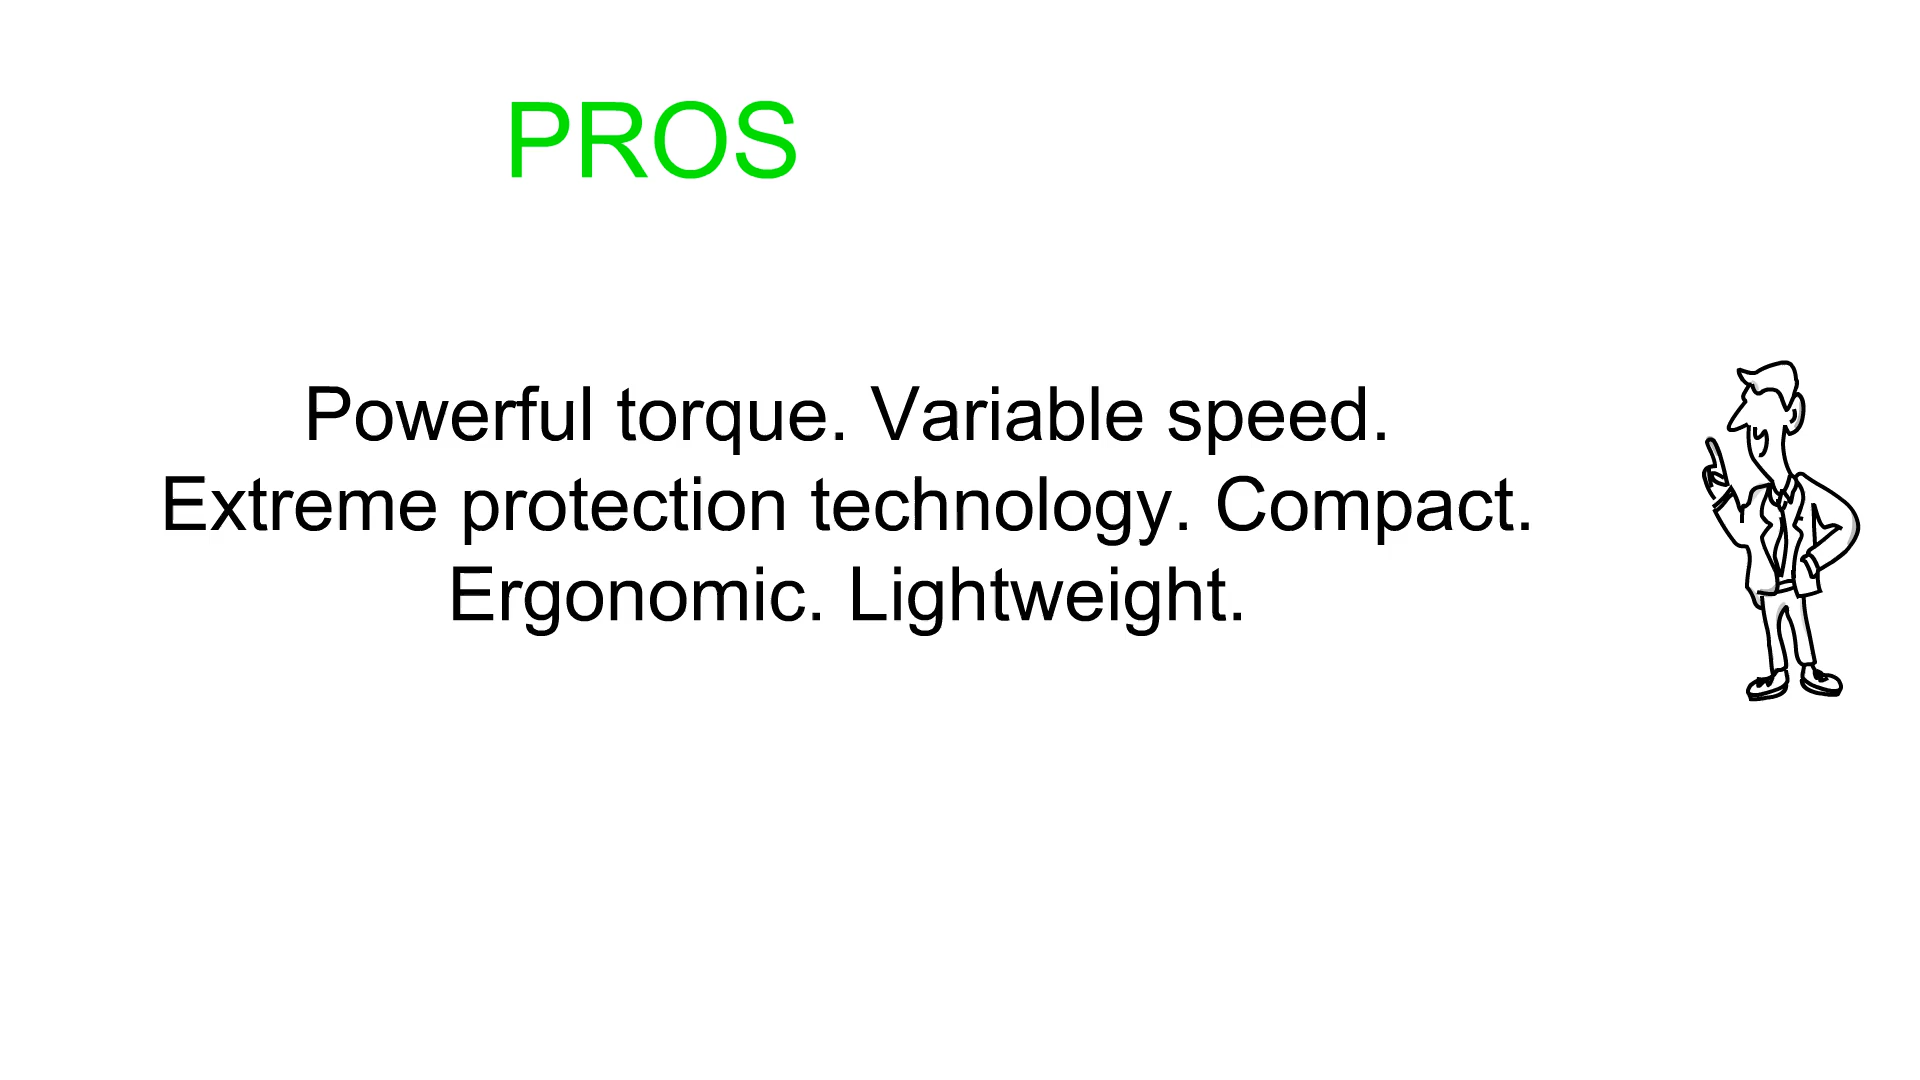 PROS
Powerful torque. Variable speed.
Extreme protection technology. Compact.
Ergonomic. Lightweight.